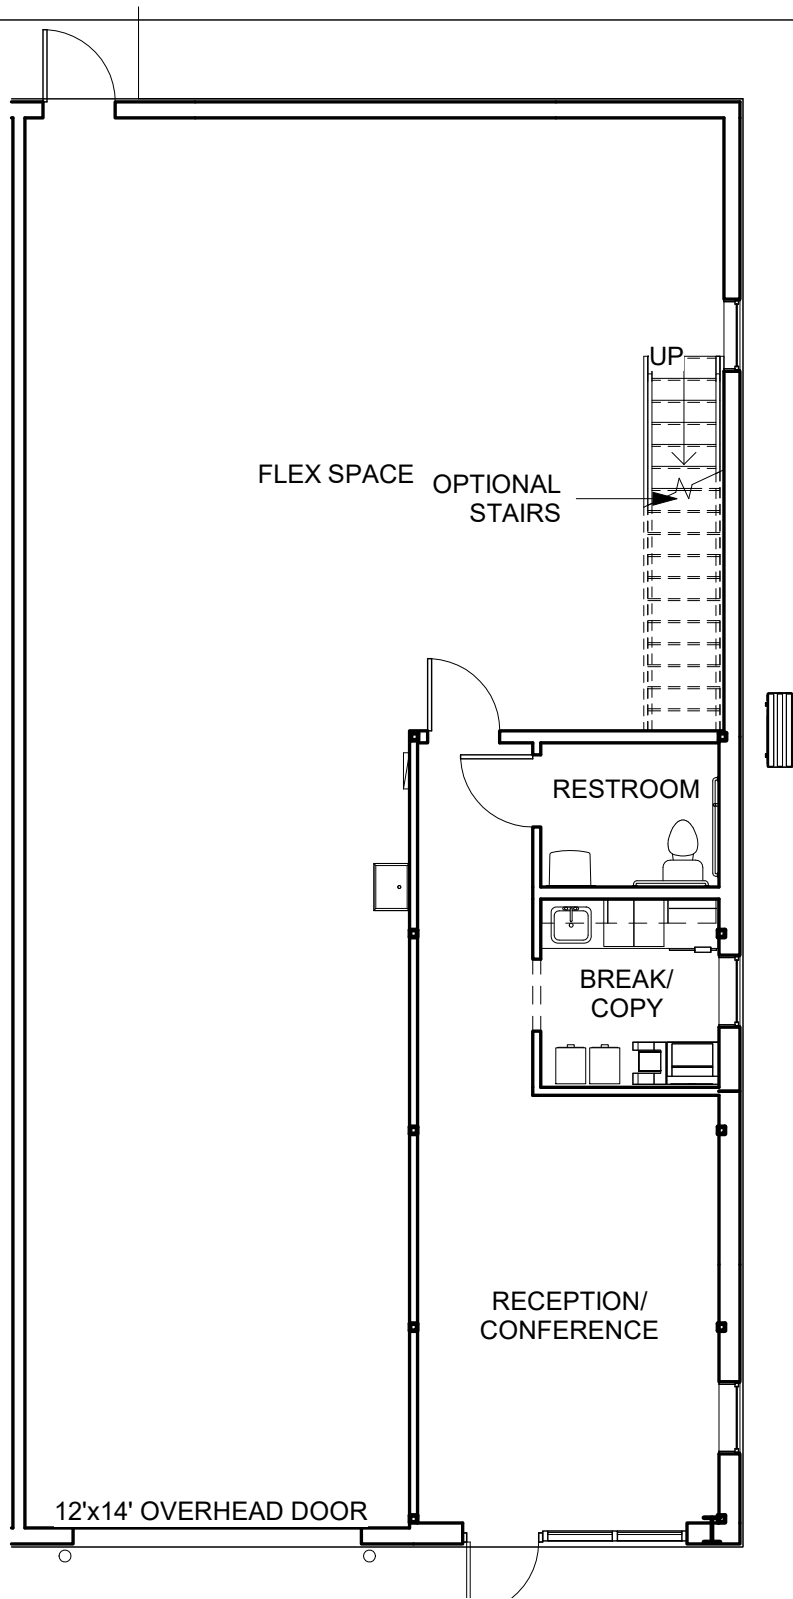 UP
FLEX SPACE
OPTIONAL
STAIRS
RESTROOM
BREAK/
COPY
RECEPTION/
CONFERENCE
12'x14' OVERHEAD DOOR